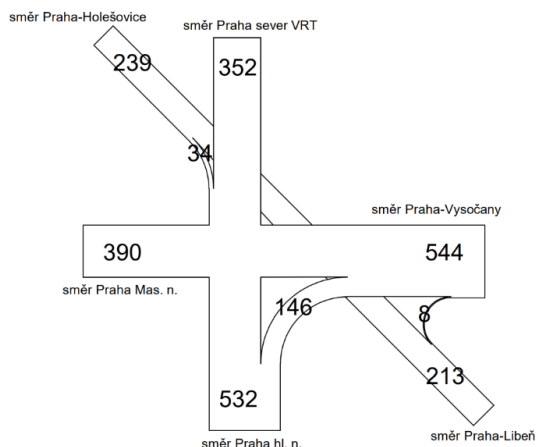 směr Praha-Holešovice
směr Praha sever VRT
239
352
34
směr Praha-Vysočany
390
544
směr Praha Mas. n.
146
8
213
532
směr Praha-Libeň
směr Praha hl. n.